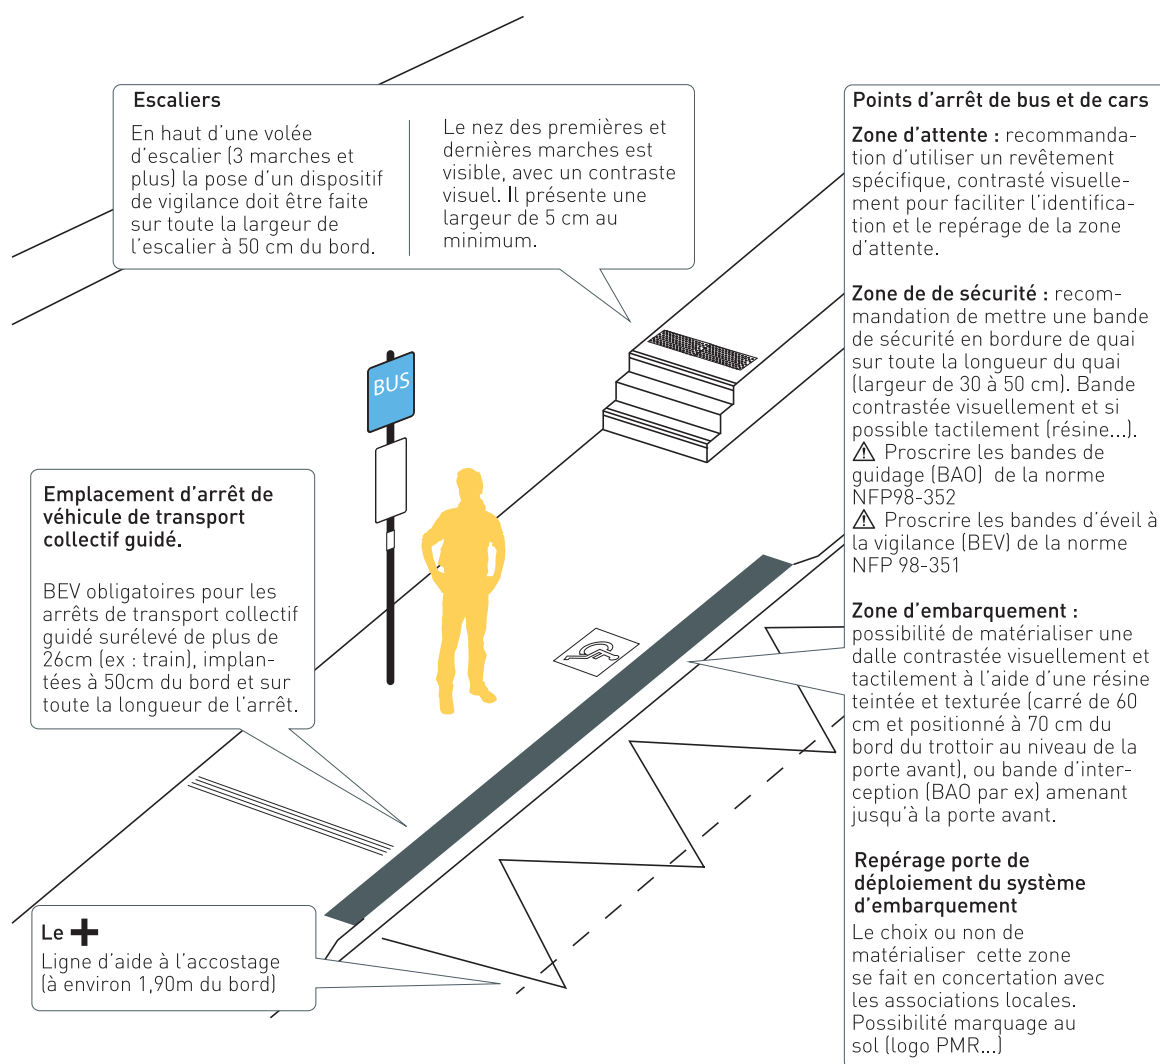 Escaliers
En haut d'une volée
d'escalier (3 marches et
plus) la pose d'un dispositif
de vigilance doit être faite
sur toute la largeur de
l'escalier à 50 cm du bord.
Le nez des premières et
dernières marches est
visible, avec un contraste
visuel. Il présente une
largeur de 5 cm au
minimum.
BUS
Emplacement d'arrêt de
véhicule de transport
collectif guidé.
BEV obligatoires pour les
arrêts de transport collectif
guidé surélevé de plus de
26cm (ex : train), implan-
tées à 50cm du bord et sur
toute la longueur de l'arrêt.
Le +
Ligne d'aide à l'accostage
(à environ 1,90m du bord)
Points d'arrêt de bus et de cars
Zone d'attente : recommanda-
tion d'utiliser un revêtement
spécifique, contrasté visuelle-
ment pour faciliter l'identifica-
tion et le repérage de la zone
d'attente.
Zone de de sécurité : recom-
mandation de mettre une bande
de sécurité en bordure de quai
sur toute la longueur du quai
(largeur de 30 à 50 cm). Bande
contrastée visuellement et si
possible tactilement (résine...).
⚠ Proscrire les bandes de
guidage (BAO) de la norme
NFP98-352
⚠ Proscrire les bandes d'éveil à
la vigilance (BEV) de la norme
NFP 98-351
Zone d'embarquement :
possibilité de matérialiser une
dalle contrastée visuellement et
tactilement à l'aide d'une résine
teintée et texturée (carré de 60
cm et positionné à 70 cm du
bord du trottoir au niveau de la
porte avant), ou bande d'inter-
ception (BAO par ex) amenant
jusqu'à la porte avant.
Repérage porte de
déploiement du système
d'embarquement
Le choix ou non de
matérialiser cette zone
se fait en concertation avec
les associations locales.
Possibilité marquage au
sol (logo PMR...)